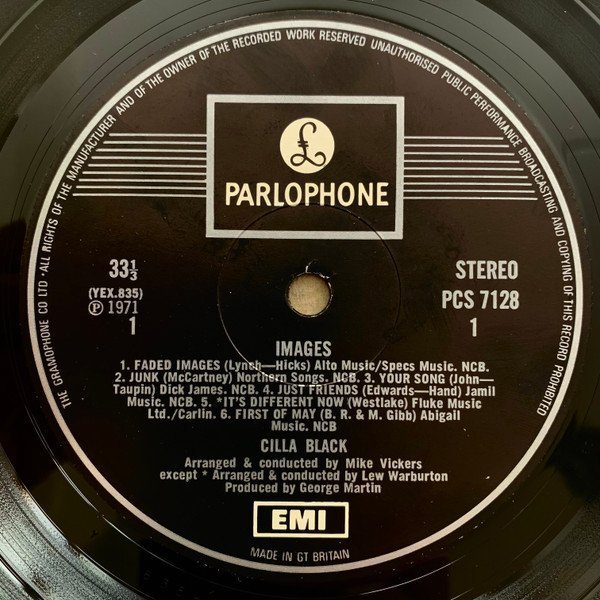 THE GRAMOPHONE CO LTD · ALL RIGHTS OF THE MANUFACTURER AND OF THE OWNER OF THE RECORDED WORK RESERVED UNAUTHORISED PUBLIC PERFORMANCE BROADCASTING AND COPYING OF THIS RECORD PROHIBITED
£
PARLOPHONE
33⅓
STEREO
(YEX.835)
PCS 7128
Ⓟ 1971
1
1
IMAGES
1. FADED IMAGES (Lynch—Hicks) Alto Music/Specs Music. NCB.
2. JUNK (McCartney) Northern Songs. NCB. 3. YOUR SONG (John—
Taupin) Dick James. NCB. 4. JUST FRIENDS (Edwards—Hand) Jamil
Music. NCB. 5. *IT'S DIFFERENT NOW (Westlake) Fluke Music
Ltd./Carlin. 6. FIRST OF MAY (B. R. & M. Gibb) Abigail
Music. NCB
CILLA BLACK
Arranged & conducted by Mike Vickers
except * Arranged & conducted by Lew Warburton
Produced by George Martin
EMI
MADE IN GT BRITAIN